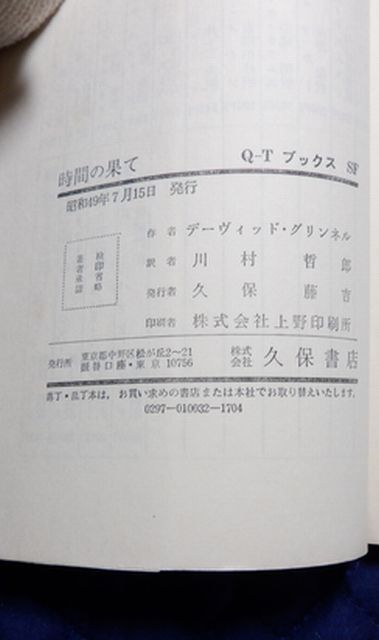 時間の果て
Q-T ブックス SF
昭和49年7月15日 発行
作者 デーヴィッド・グリンネル
訳者 川村哲郎
発行者 久保藤吉
印刷者 株式会社上野印刷所
検印省略
著者承認
発行所 東京都中野区松が丘2〜21 株式会社 久保書店
振替口座・東京 10756
落丁・乱丁本は、お買い求めの書店または本社でお取り替えいたします。
0297-010032-1704